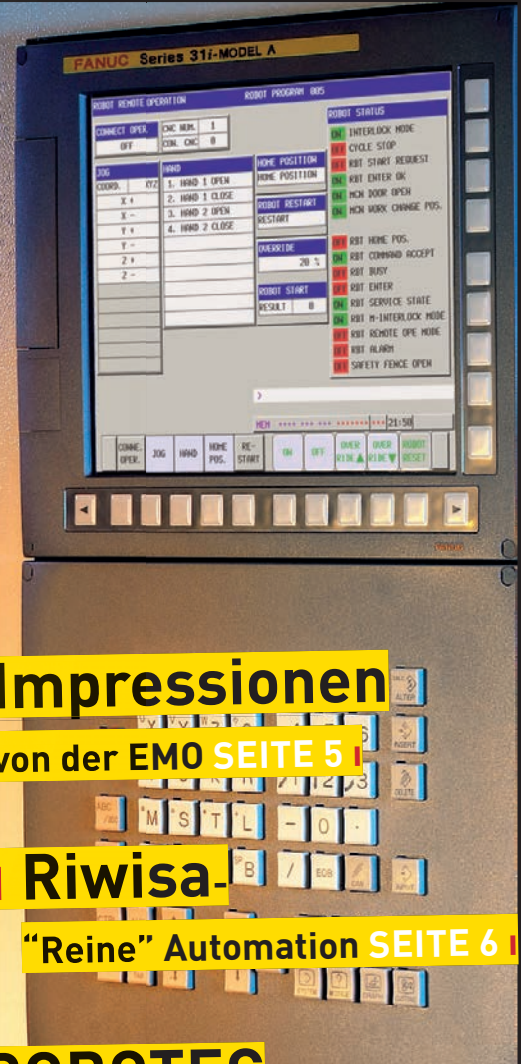 FANUC Series 31i-MODEL A
ROBOT REMOTE OPERATION ROBOT PROGRAM 005
CONNECT OPER.
OFF
CNC NUM. 1
CON. CNC 0
JOG
COORD. XYZ
X +
X -
Y +
Y -
Z +
Z -
HAND
1. HAND 1 OPEN
2. HAND 1 CLOSE
3. HAND 2 OPEN
4. HAND 2 CLOSE
HOME POSITION
HOME POSITION
ROBOT RESTART
RESTART
OVERRIDE
20 %
ROBOT START
RESULT 0
ROBOT STATUS
ON INTERLOCK MODE
OFF CYCLE STOP
OFF RBT START REQUEST
ON RBT ENTER OK
ON MCN DOOR OPEN
ON MCN WORK CHANGE POS.
OFF RBT HOME POS.
ON RBT COMMAND ACCEPT
OFF RBT BUSY
OFF RBT ENTER
ON RBT SERVICE STATE
ON RBT M-INTERLOCK MODE
OFF RBT REMOTE OPE MODE
OFF RBT ALARM
OFF SAFETY FENCE OPEN
>
MEM **** *** *** 21:50
CONNE. OPER.
JOG
HAND
HOME POS.
RE-START
ON
OFF
OVER RIDE▲
OVER RIDE▼
ROBOT RESET
Impressionen
von der EMO SEITE 5
ALTER
INSERT
DELETE
M S T L - 0 .
Riwisa-
B / EOB CAN INPUT
“Reine” Automation SEITE 6